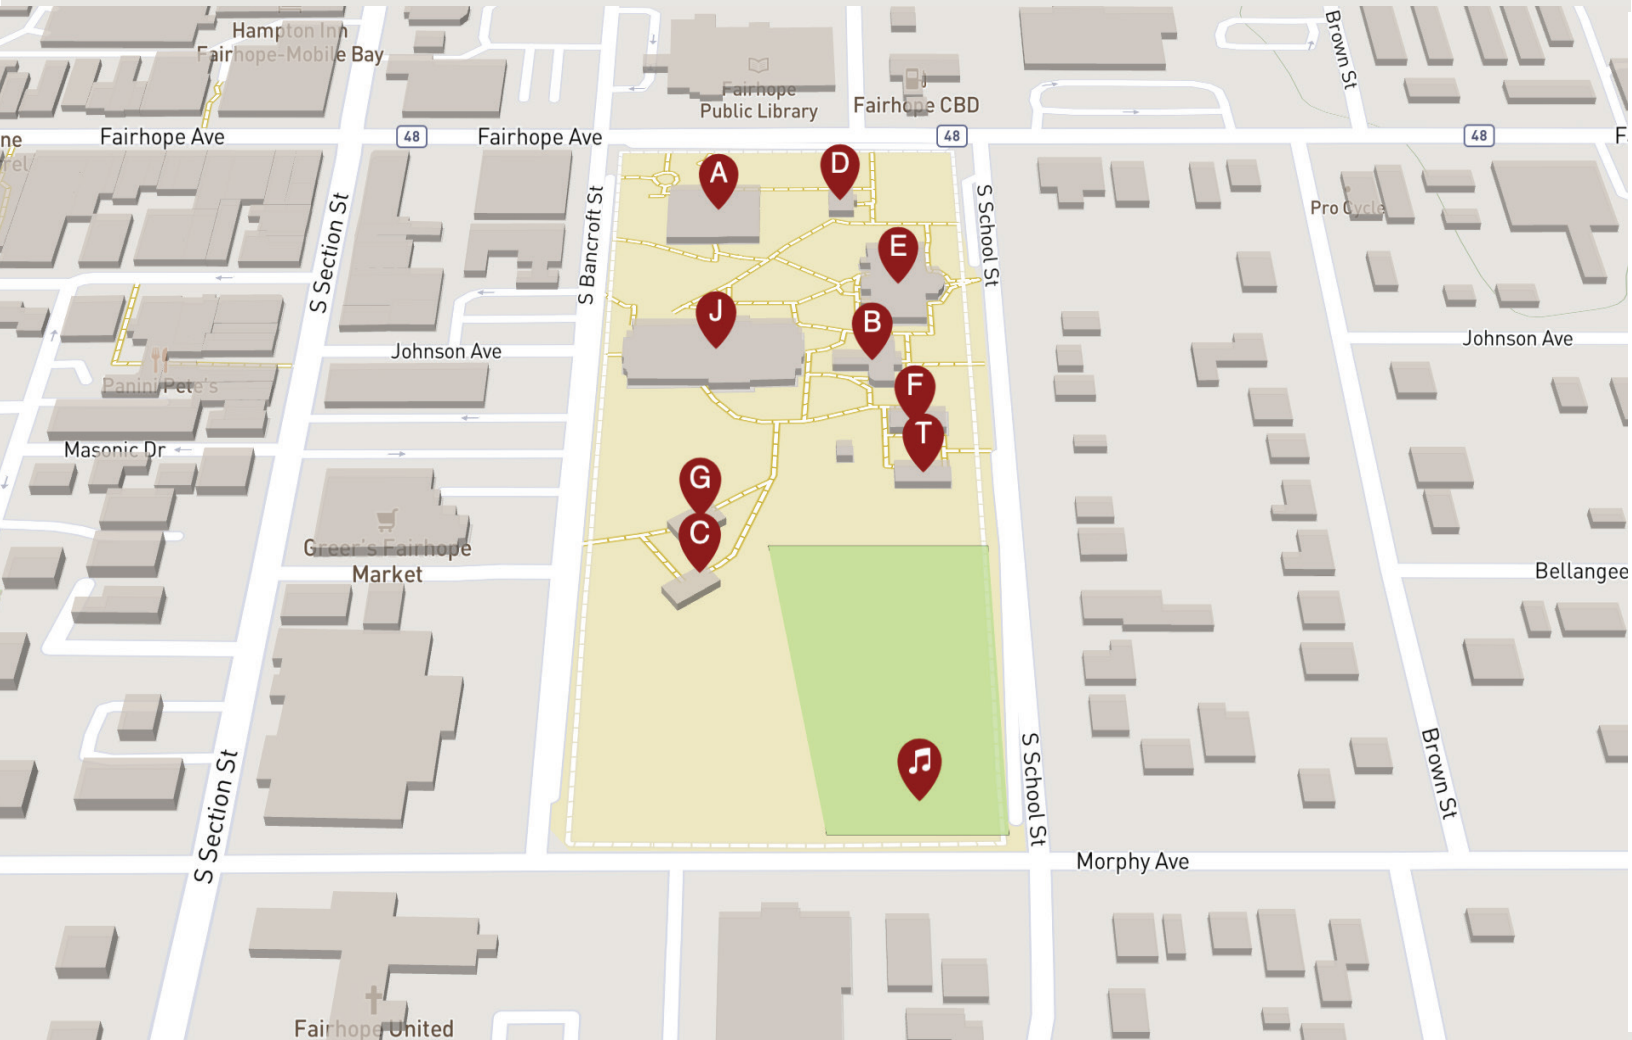 Hampton Inn
Fairhope-Mobile Bay
Fairhope
Public Library
Fairhope CBD
Brown St
ne
rel
Fairhope Ave
48
Fairhope Ave
48
48
F
A
D
S Section St
S Bancroft St
S School St
Pro Cycle
E
J
B
Johnson Ave
Johnson Ave
Panini Pete's
F
T
Masonic Dr
G
C
Greer's Fairhope
Market
Bellangee
S Section St
S School St
Brown St
Morphy Ave
Fairhope United